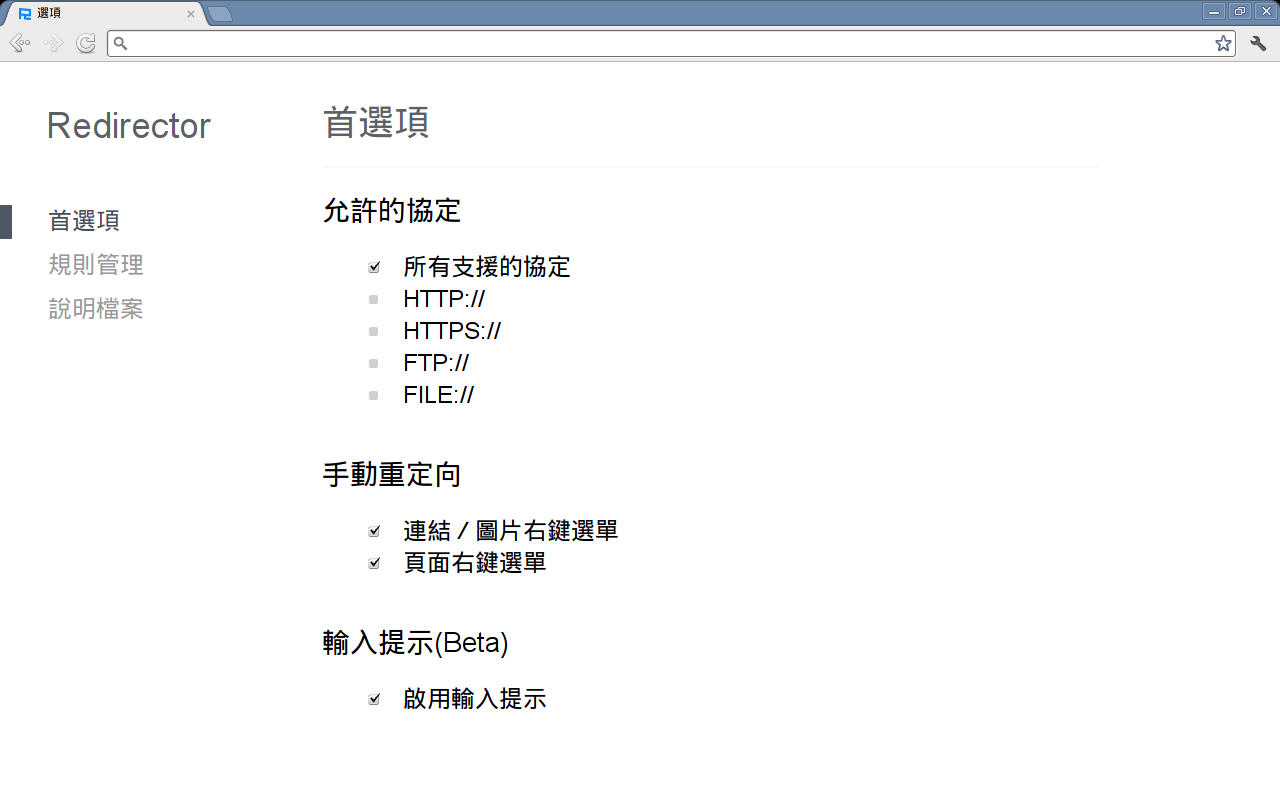 選項
Redirector
首選項
規則管理
說明檔案
首選項
允許的協定
所有支援的協定
HTTP://
HTTPS://
FTP://
FILE://
手動重定向
連結 / 圖片右鍵選單
頁面右鍵選單
輸入提示(Beta)
啟用輸入提示